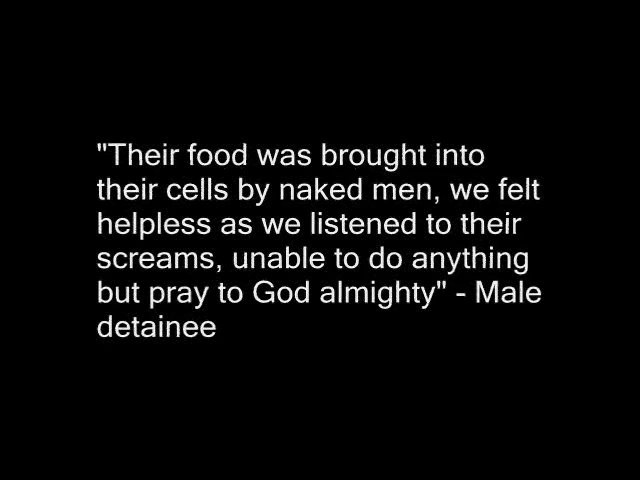 "Their food was brought into
their cells by naked men, we felt
helpless as we listened to their
screams, unable to do anything
but pray to God almighty" - Male
detainee